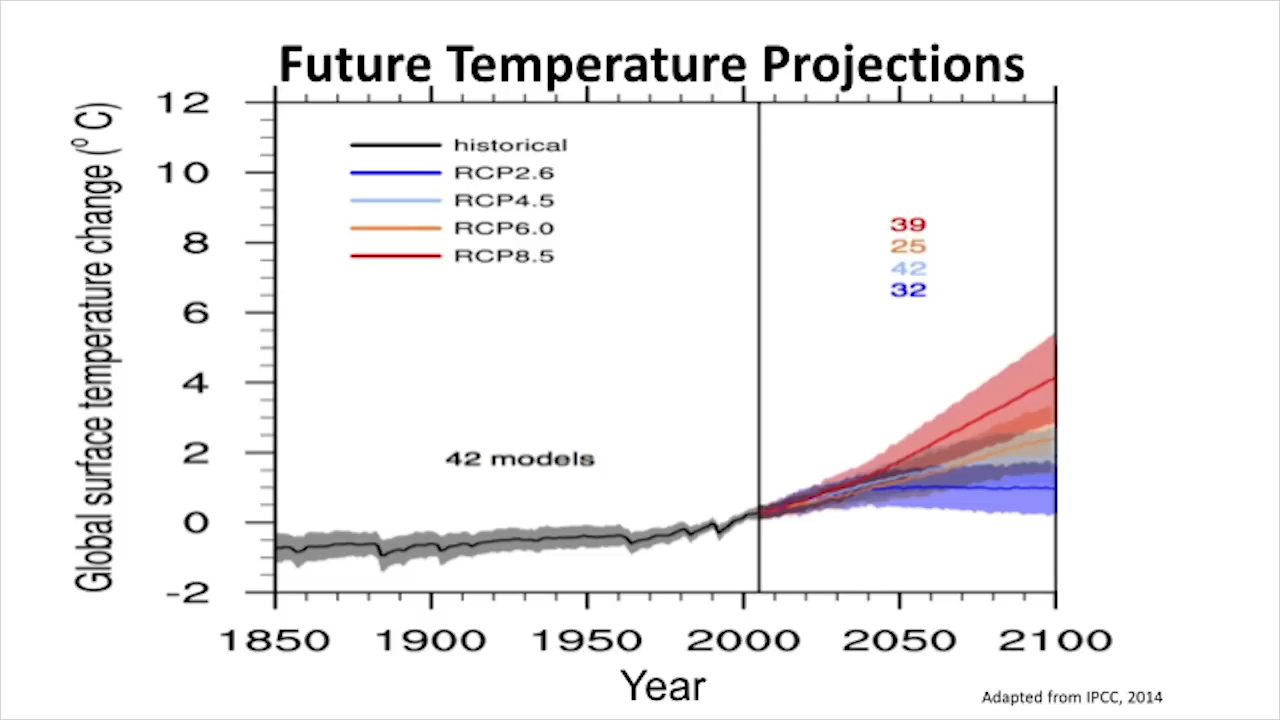 Future Temperature Projections
Global surface temperature change (° C)
12
10
8
6
4
2
0
-2
historical
RCP2.6
RCP4.5
RCP6.0
RCP8.5
39
25
42
32
42 models
1850 1900 1950 2000 2050 2100
Year
Adapted from IPCC, 2014